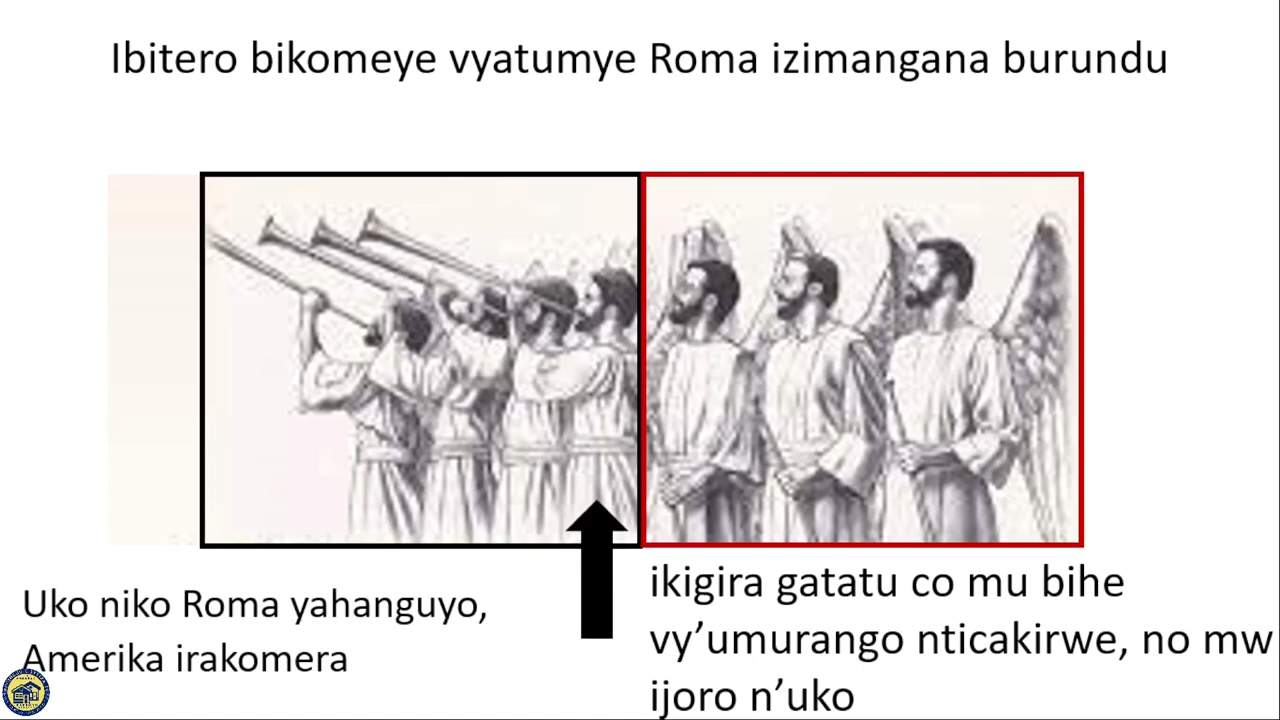 Ibitero bikomeye vyatumye Roma izimangana burundu
Uko niko Roma yahanguyo,
Amerika irakomera
ikigira gatatu co mu bihe
vy’umurango nticakirwe, no mw
ijoro n’uko